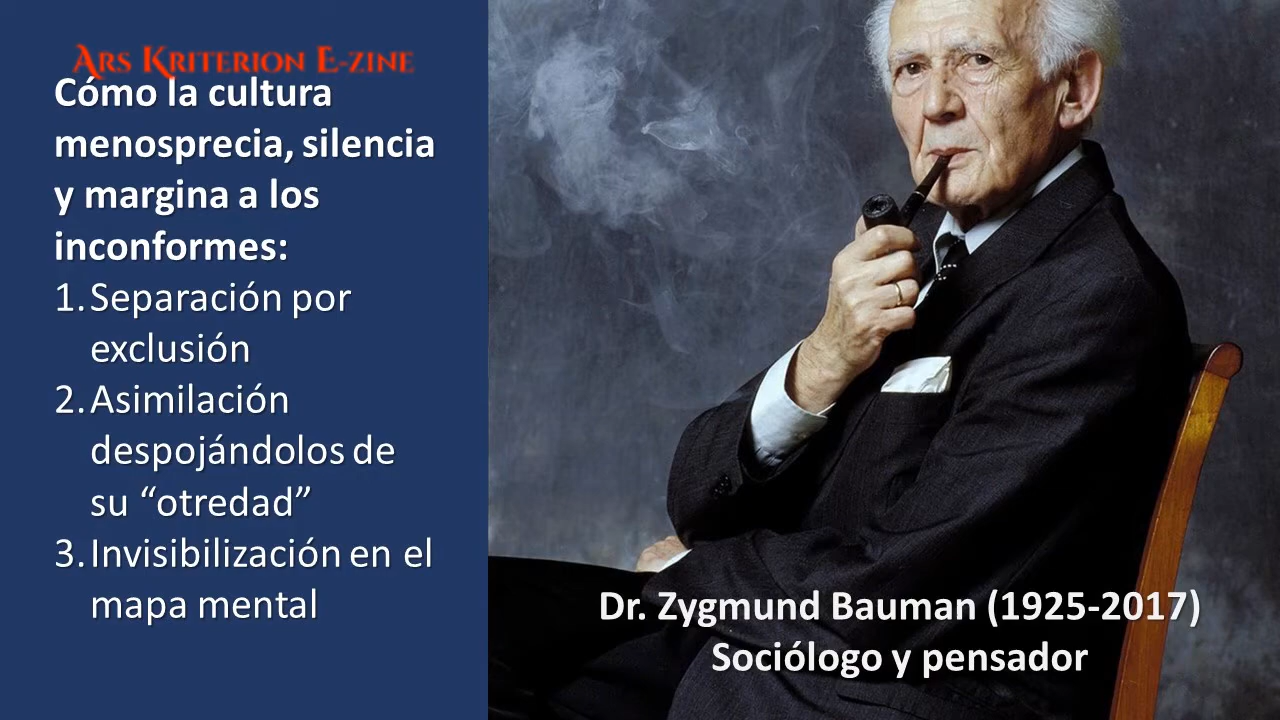 Ars Kriterion E-zine
Cómo la cultura
menosprecia, silencia
y margina a los
inconformes:
1. Separación por
exclusión
2. Asimilación
despojándolos de
su “otredad”
3. Invisibilización en el
mapa mental
Dr. Zygmund Bauman (1925-2017)
Sociólogo y pensador